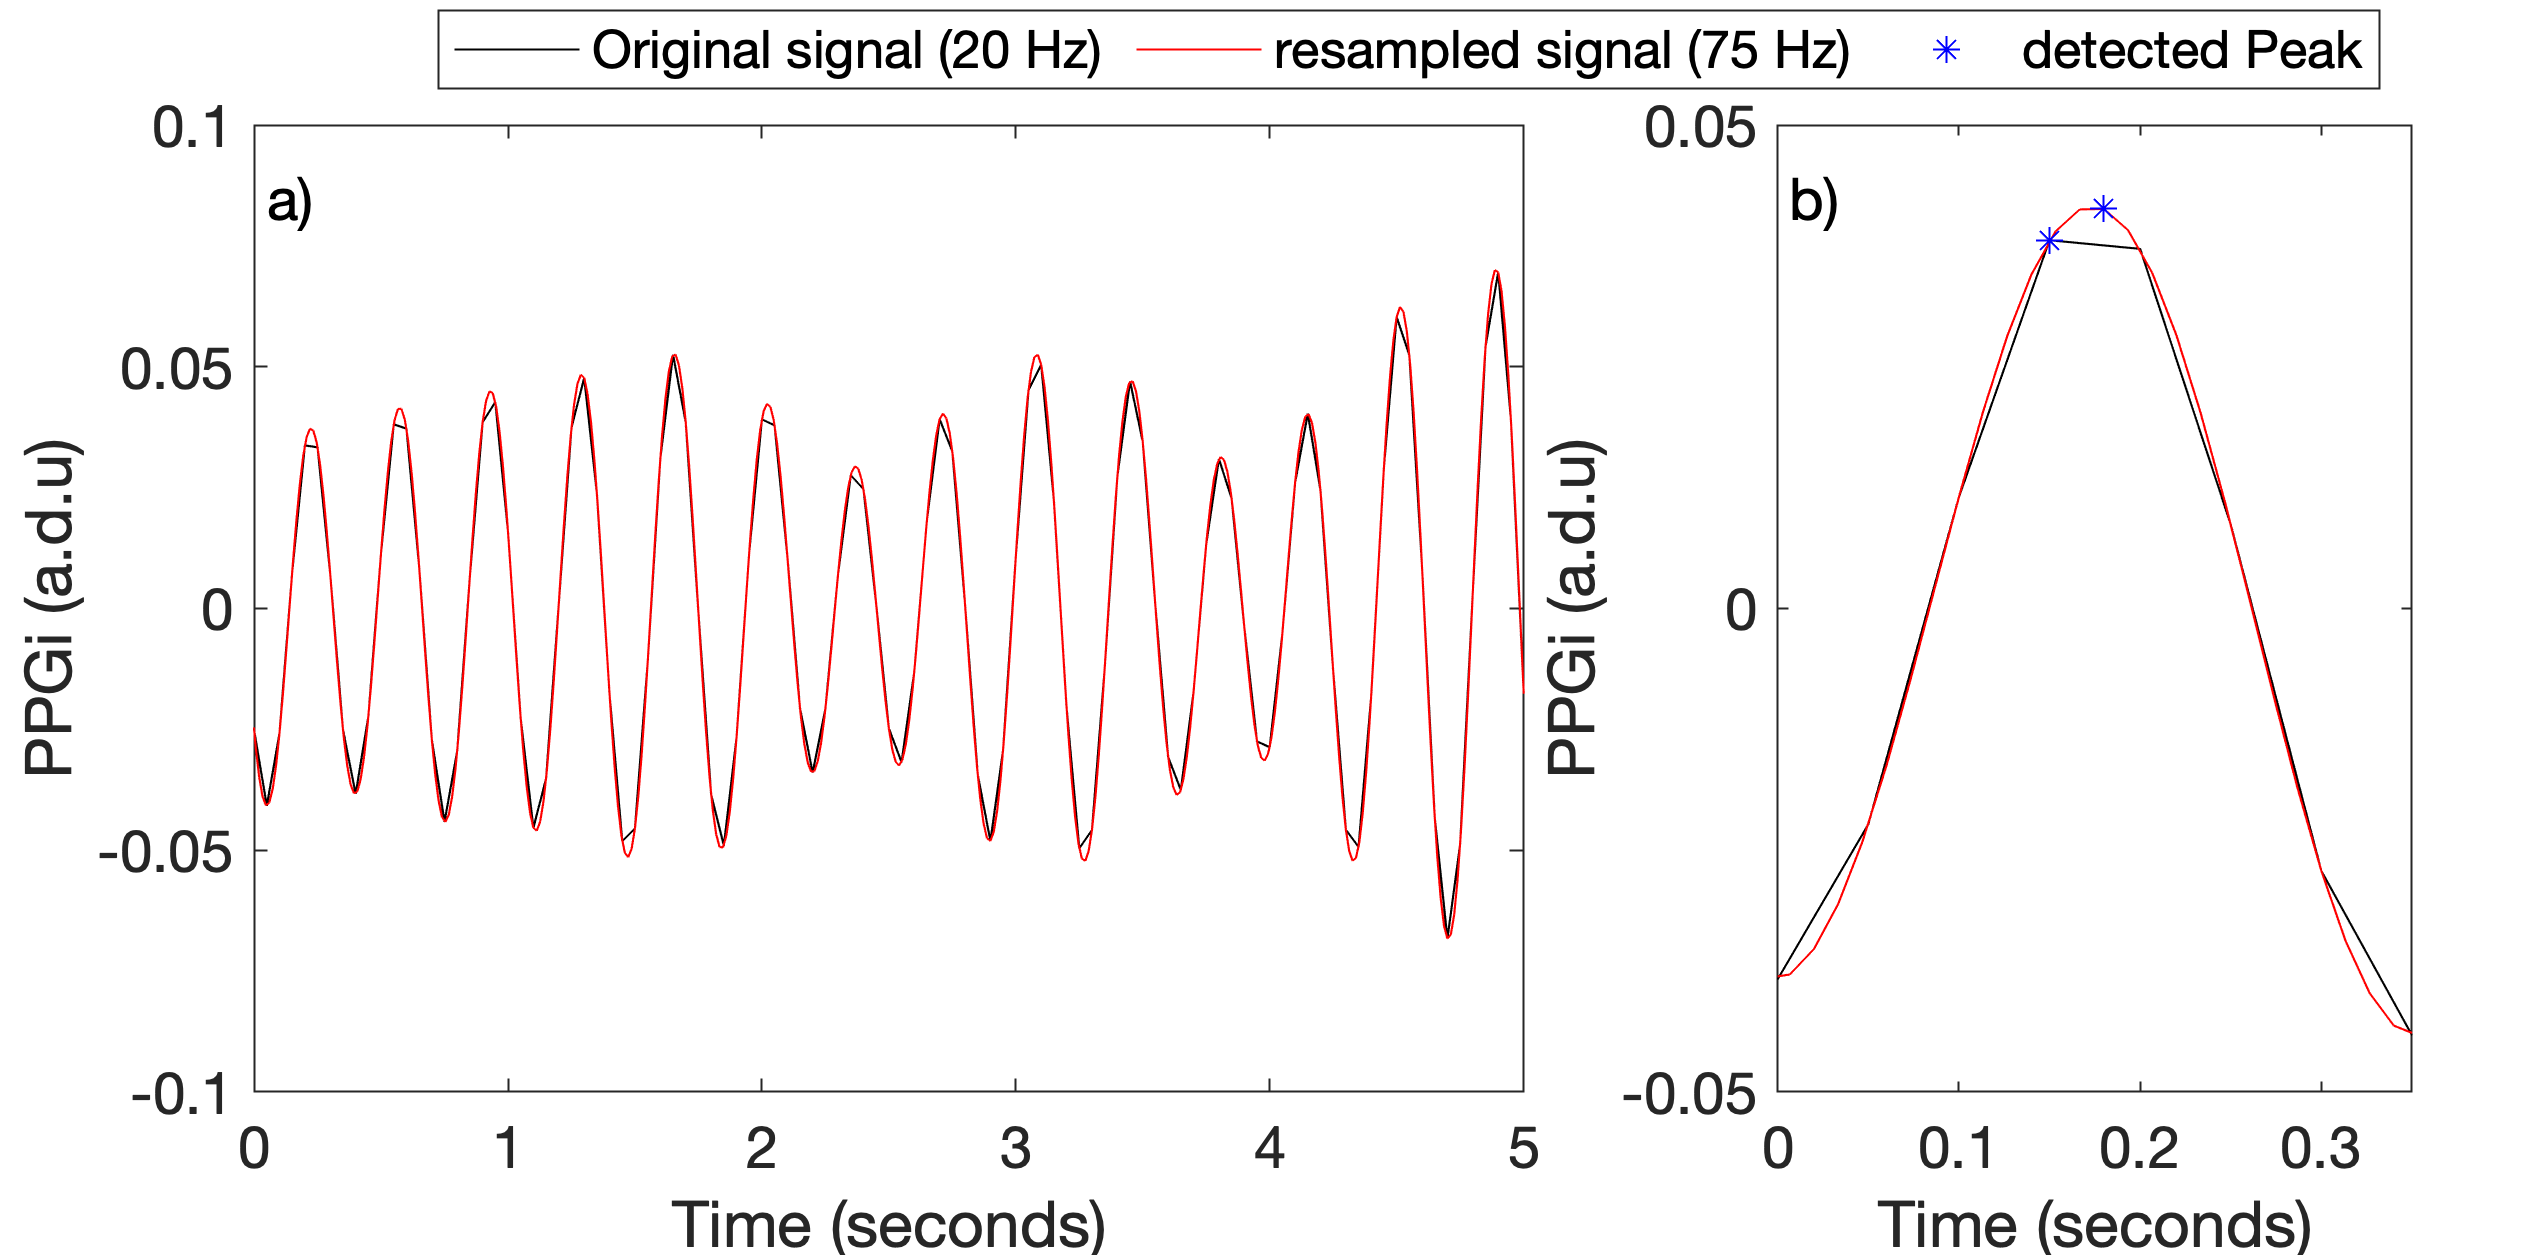 Original signal (20 Hz) resampled signal (75 Hz) detected Peak
a)
0.1
0.05
0
-0.05
-0.1
PPGi (a.d.u)
0 1 2 3 4 5
Time (seconds)
b)
0.05
0
-0.05
PPGi (a.d.u)
0 0.1 0.2 0.3
Time (seconds)